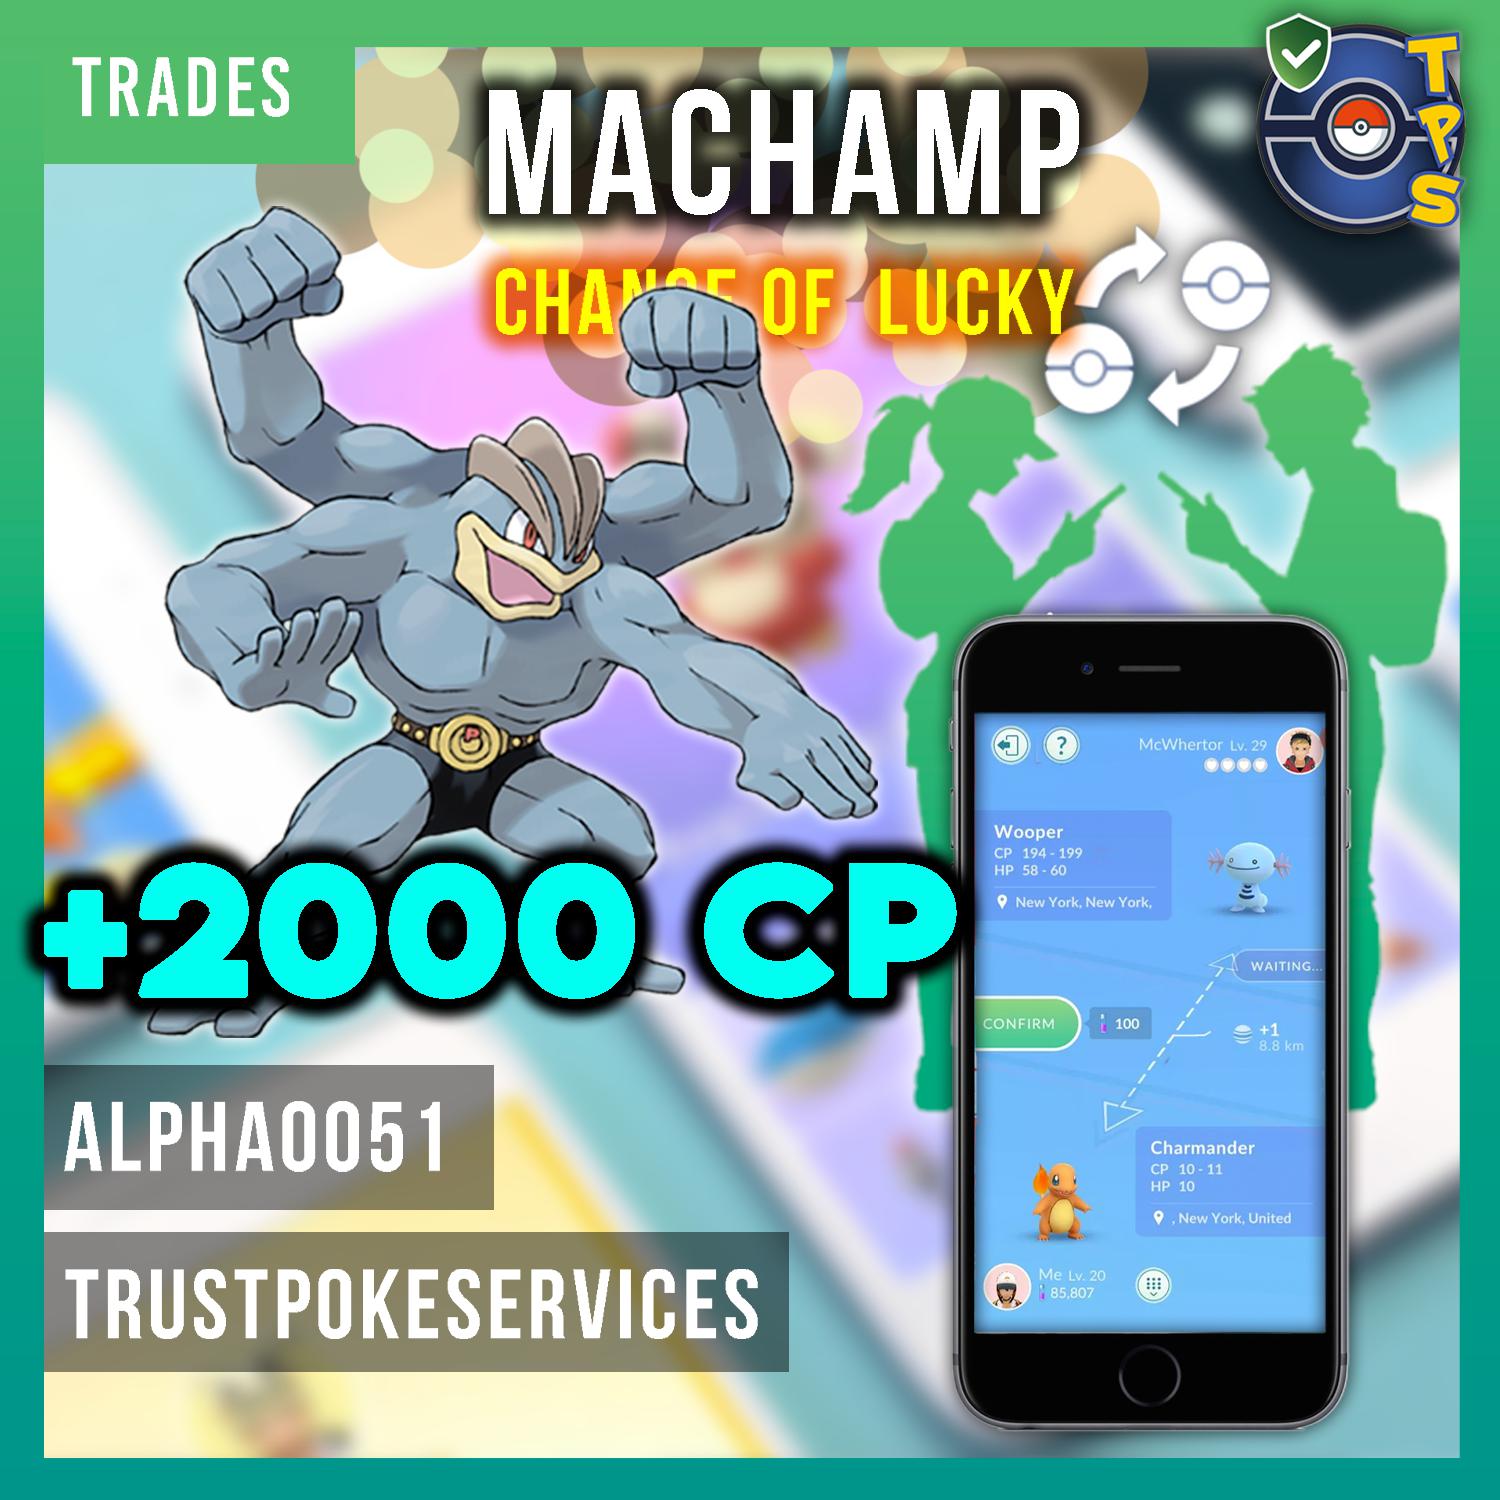 TRADES
MACHAMP
CHANCE OF LUCKY
TPS
+2000 CP
ALPHA0051
TRUSTPOKESERVICES
?
McWhertor Lv. 29
Wooper
CP 194 - 199
HP 58 - 60
New York, New York,
WAITING...
CONFIRM
100
+1
8.8 km
Charmander
CP 10 - 11
HP 10
, New York, United
Me Lv. 20
85,807